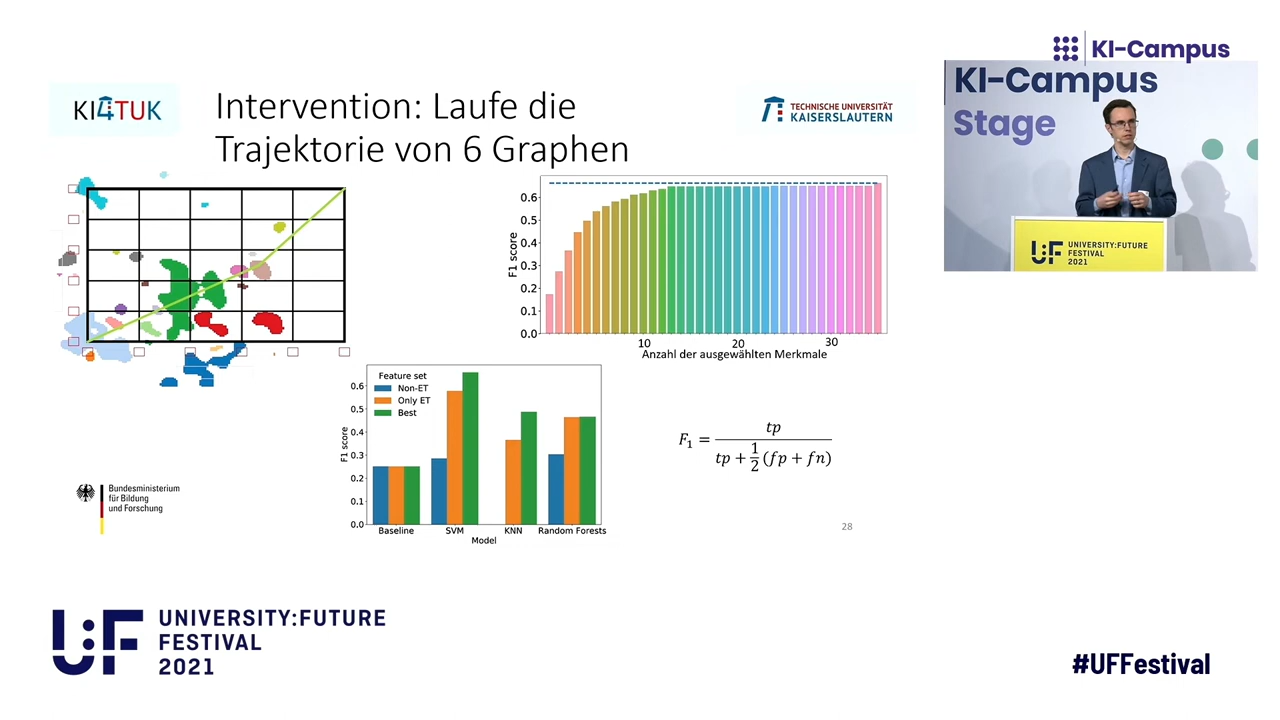 KI-Campus
KI-Campus
Stage
UNIVERSITY:FUTURE
FESTIVAL
2021
KI4TUK
Intervention: Laufe die
Trajektorie von 6 Graphen
TECHNISCHE UNIVERSITÄT
KAISERSLAUTERN
F1 score
0.6
0.5
0.4
0.3
0.2
0.1
0.0
10
20
30
Anzahl der ausgewählten Merkmale
Feature set
Non-ET
Only ET
Best
F1 score
0.6
0.5
0.4
0.3
0.2
0.1
0.0
Baseline
SVM
KNN
Random Forests
Model
F₁ = tp / (tp + 1/2 (fp + fn))
Bundesministerium
für Bildung
und Forschung
28
U:F
UNIVERSITY:FUTURE
FESTIVAL
2021
#UFFestival